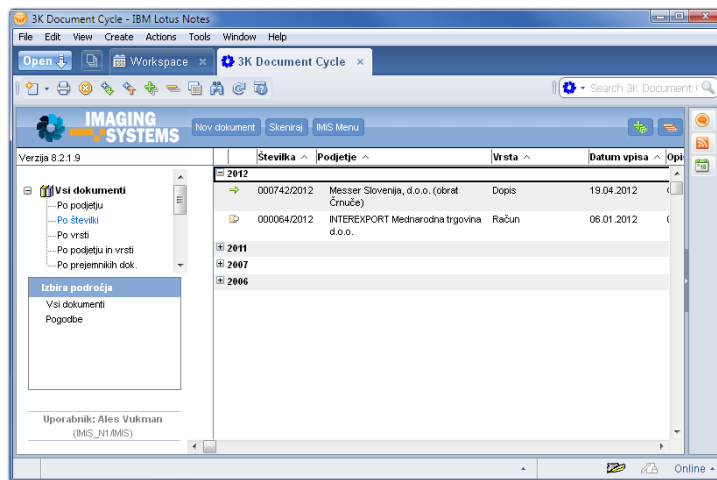 3K Document Cycle - IBM Lotus Notes
File Edit View Create Actions Tools Window Help
Open Workspace × 3K Document Cycle ×
Search 3K Document
IMAGING
SYSTEMS
Nov dokument Skeniraj IMiS Menu
Verzija 8.2.1.9
Številka Podjetje Vrsta Datum vpisa Opi
2012
000742/2012 Messer Slovenija, d.o.o. (obrat Črnuče) Dopis 19.04.2012
000064/2012 INTEREXPORT Mednarodna trgovina d.o.o. Račun 06.01.2012
2011
2007
2006
Vsi dokumenti
Po podjetju
Po številki
Po vrsti
Po podjetju in vrsti
Po prejemnikih dok.
Izbira področja
Vsi dokumenti
Pogodbe
Uporabnik: Ales Vukman
(IMiS_N1/IMiS)
Online